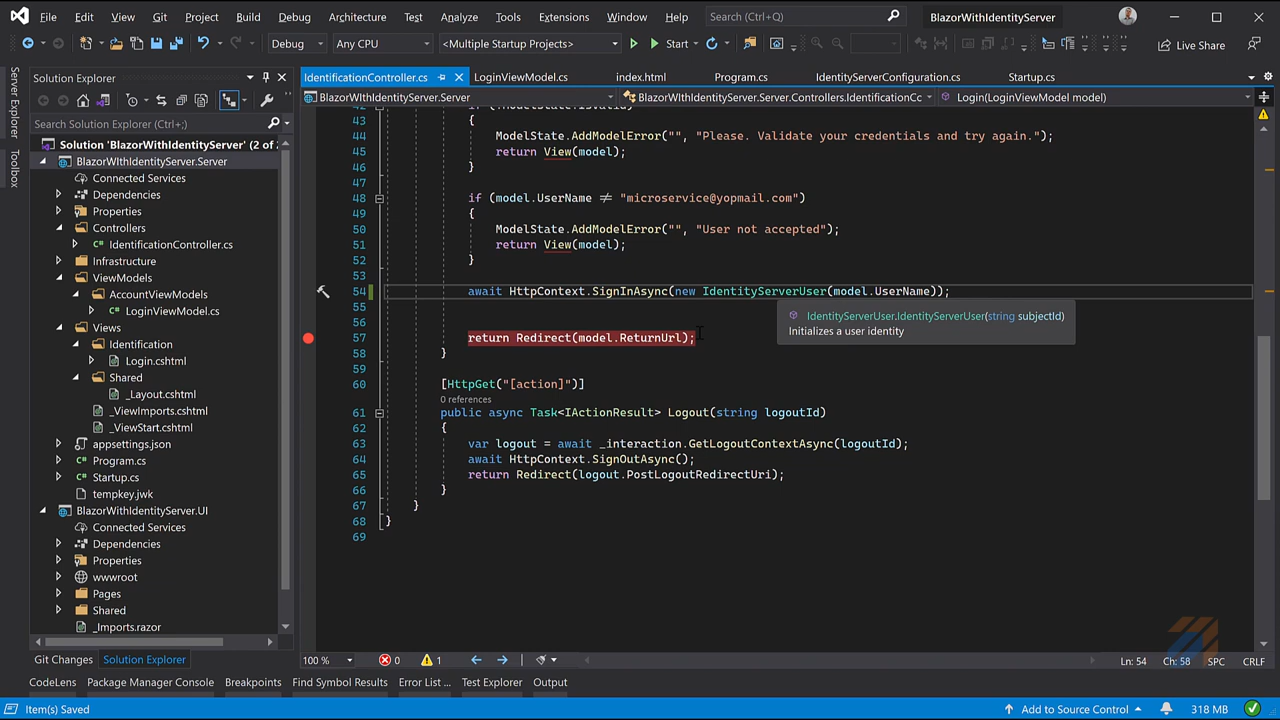 File Edit View Git Project Build Debug Architecture Test Analyze Tools Extensions Window Help Search (Ctrl+Q) BlazorWIthIdentityServer
Debug Any CPU <Multiple Startup Projects> Start Live Share
Server Explorer
Toolbox
Solution Explorer
Search Solution Explorer (Ctrl+;)
Solution 'BlazorWIthIdentityServer' (2 of 2
BlazorWIthIdentityServer.Server
Connected Services
Dependencies
Properties
Controllers
C# IdentificationController.cs
Infrastructure
ViewModels
AccountViewModels
C# LoginViewModel.cs
Views
Identification
Login.cshtml
Shared
_Layout.cshtml
_ViewImports.cshtml
_ViewStart.cshtml
appsettings.json
C# Program.cs
C# Startup.cs
tempkey.jwk
BlazorWIthIdentityServer.UI
Connected Services
Dependencies
Properties
wwwroot
Pages
Shared
_Imports.razor
Git Changes Solution Explorer
IdentificationController.cs LoginViewModel.cs index.html Program.cs IdentityServerConfiguration.cs Startup.cs
BlazorWIthIdentityServer.Server BlazorWIthIdentityServer.Server.Controllers.IdentificationCc Login(LoginViewModel model)
42 if (!ModelState.IsValid)
43 {
44 ModelState.AddModelError("", "Please. Validate your credentials and try again.");
45 return View(model);
46 }
47
48 if (model.UserName ≠ "microservice@yopmail.com")
49 {
50 ModelState.AddModelError("", "User not accepted");
51 return View(model);
52 }
53
54 await HttpContext.SignInAsync(new IdentityServerUser(model.UserName));
55
IdentityServerUser.IdentityServerUser(string subjectId)
Initializes a user identity
56
57 return Redirect(model.ReturnUrl);
58 }
59
60 [HttpGet("[action]")]
0 references
61 public async Task<IActionResult> Logout(string logoutId)
62 {
63 var logout = await _interaction.GetLogoutContextAsync(logoutId);
64 await HttpContext.SignOutAsync();
65 return Redirect(logout.PostLogoutRedirectUri);
66 }
67 }
68 }
69
100 % 0 1 Ln: 54 Ch: 58 SPC CRLF
CodeLens Package Manager Console Breakpoints Find Symbol Results Error List ... Test Explorer Output
Item(s) Saved Add to Source Control 318 MB